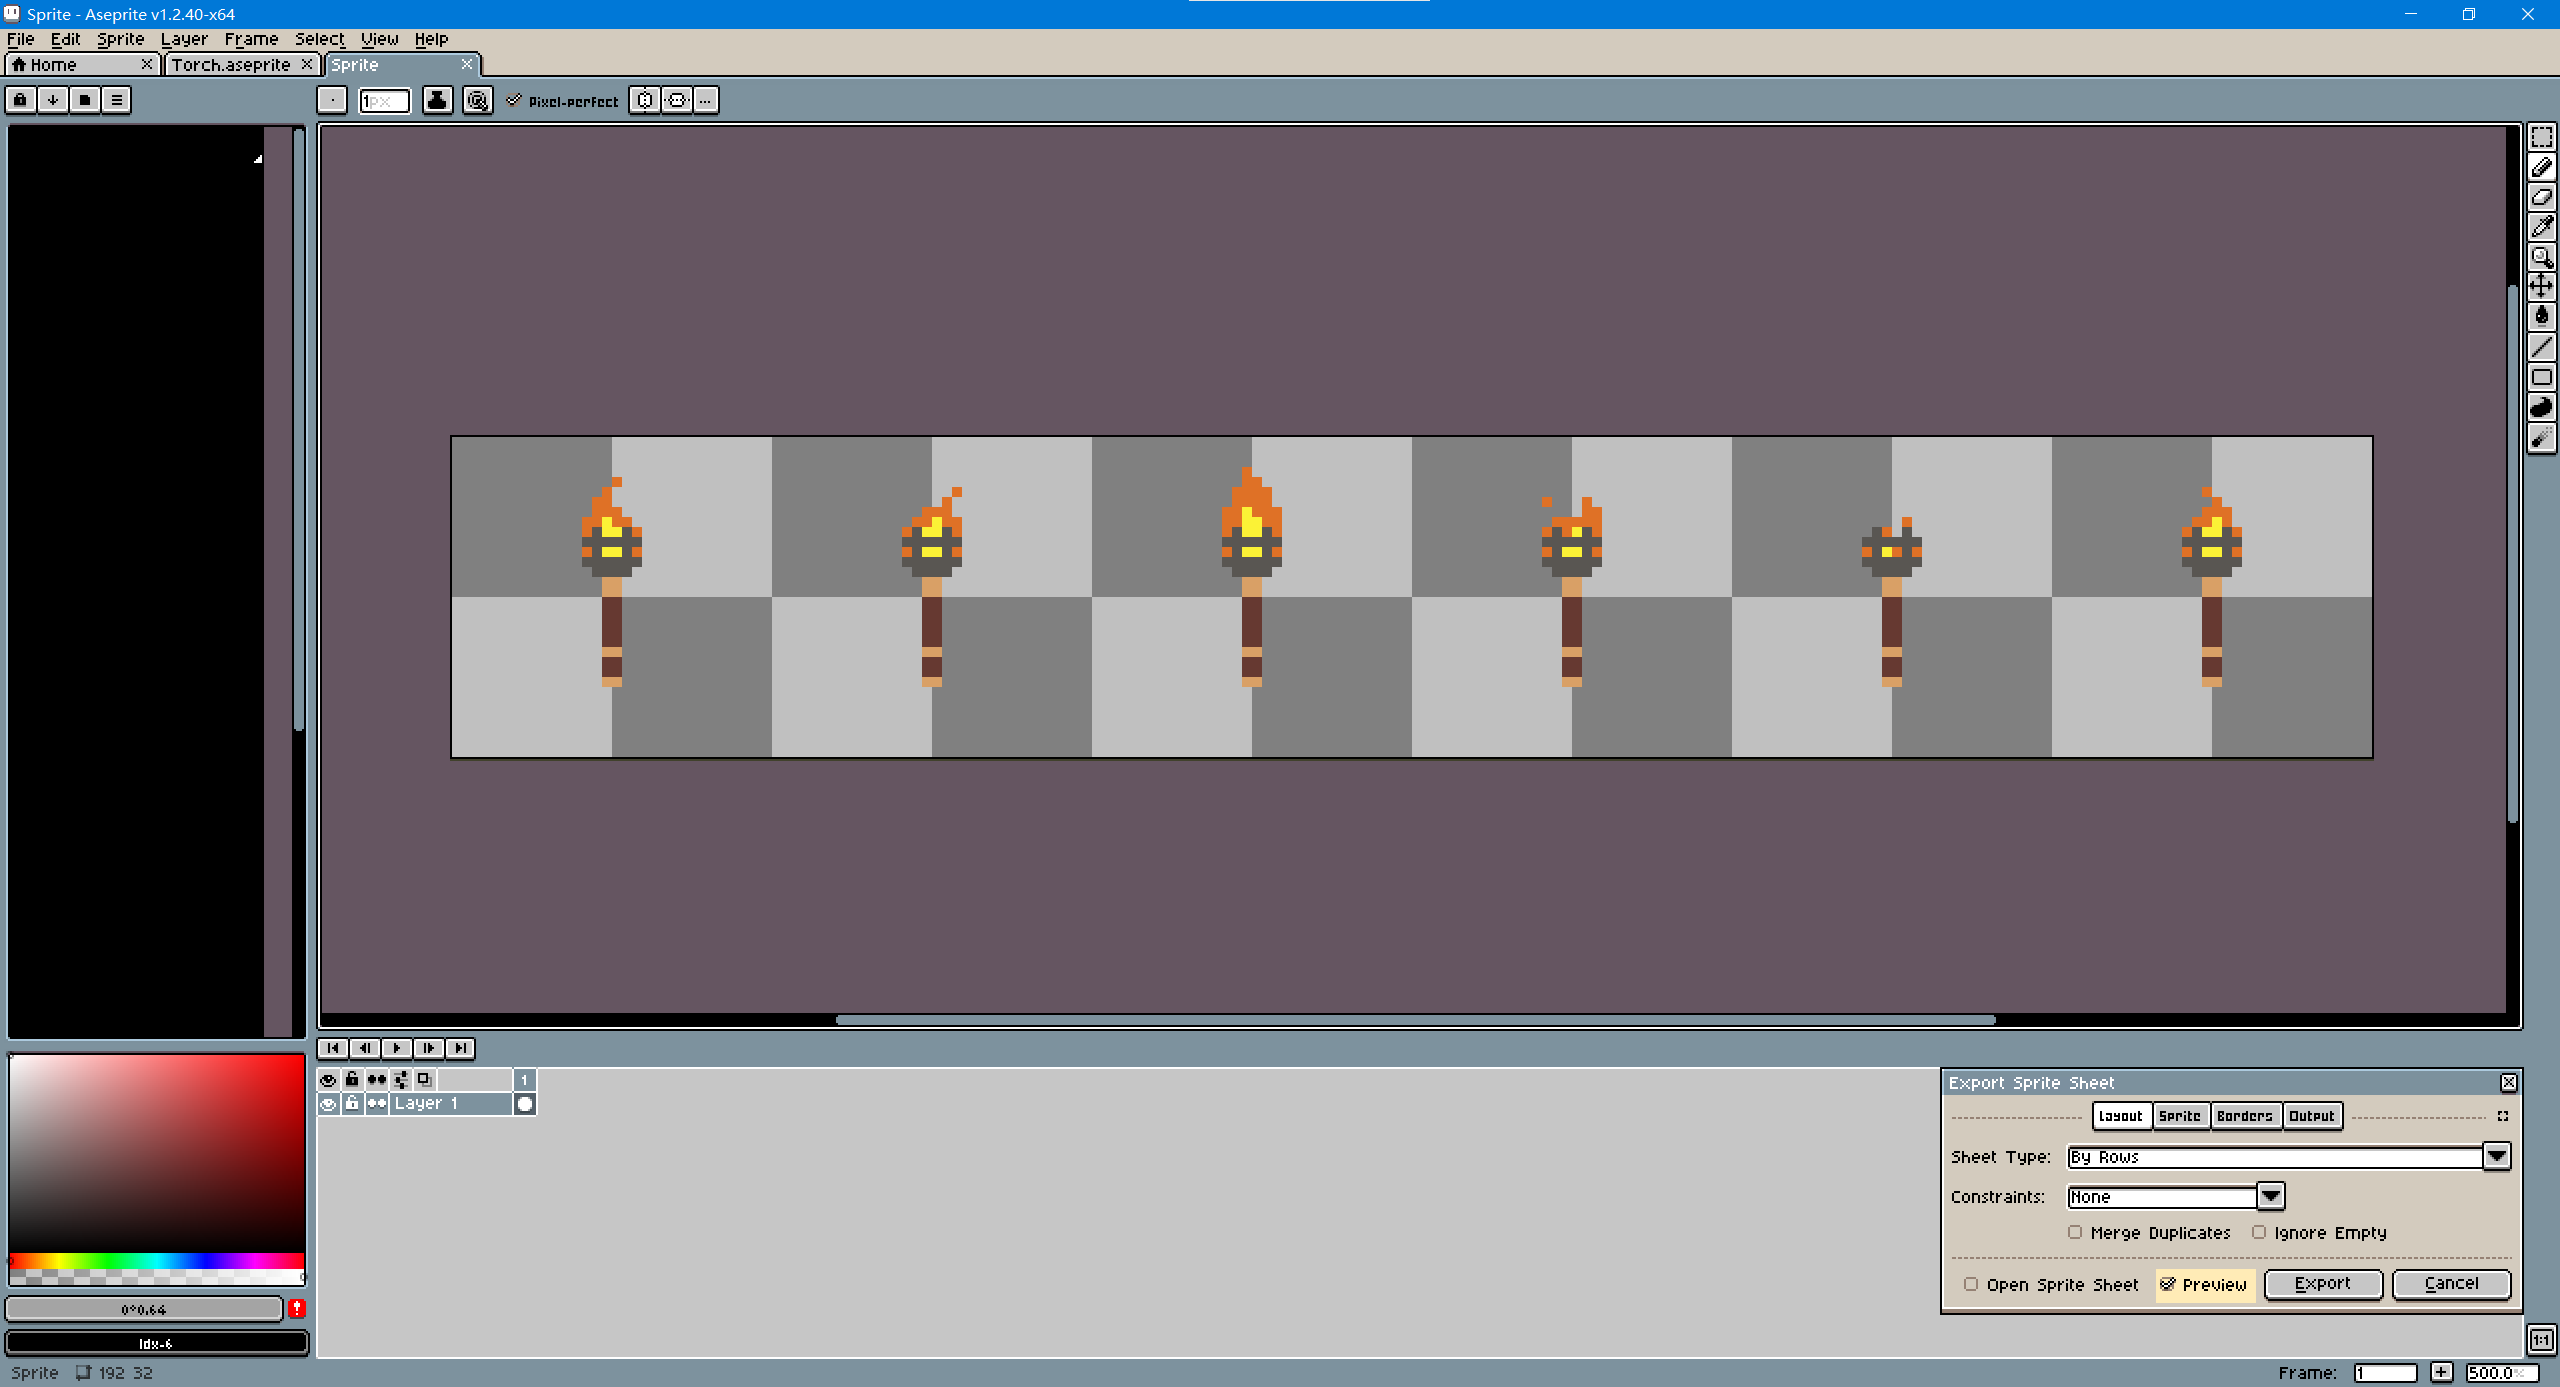 Sprite - Aseprite v1.2.40-x64
File Edit Sprite Layer Frame Select View Help
Home Torch.aseprite Sprite
1px Pixel-perfect ...
1
Layer 1
Export Sprite Sheet
Layout Sprite Borders Output
Sheet Type: By Rows
Constraints: None
Merge Duplicates Ignore Empty
Open Sprite Sheet Preview Export Cancel
0°0,64
Idx-6
1:1
Sprite 192 32
Frame: 1 + 500.0%